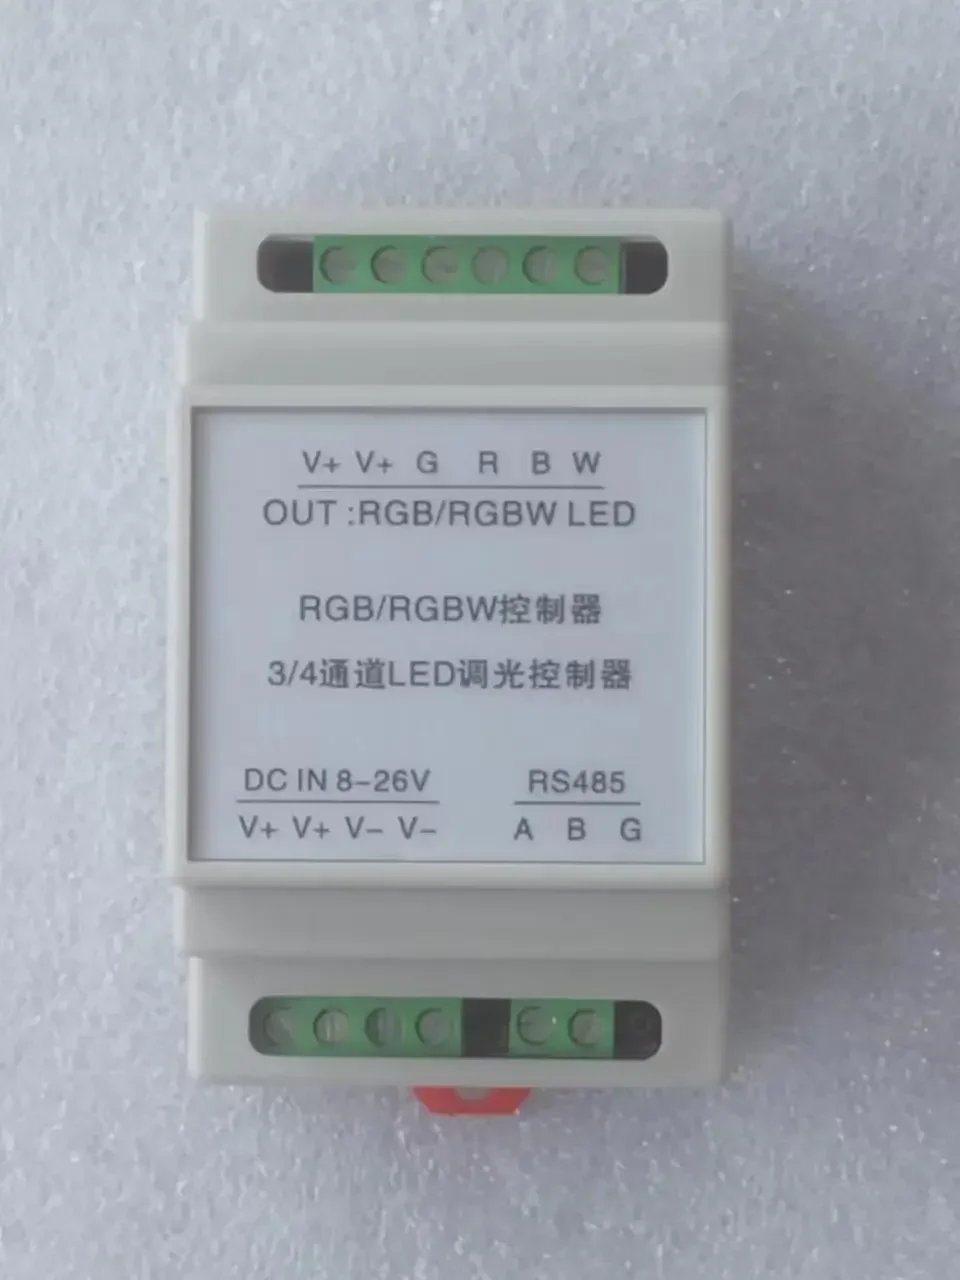 V+ V+ G R B W
OUT :RGB/RGBW LED
RGB/RGBW控制器
3/4通道LED调光控制器
DC IN 8-26V RS485
V+ V+ V- V- A B G